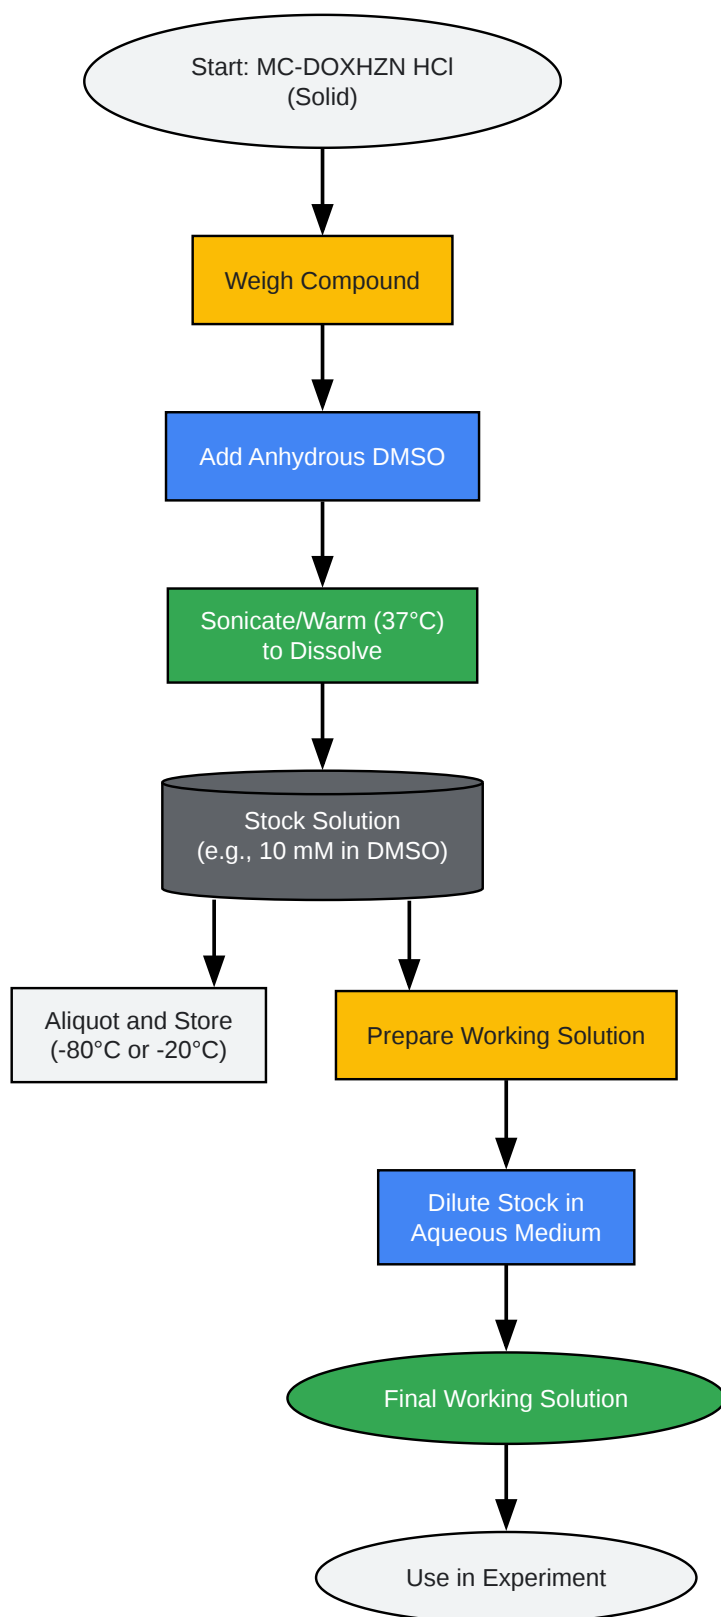 Start: MC-DOXHZN HCl
(Solid)
Weigh Compound
Add Anhydrous DMSO
Sonicate/Warm (37°C)
to Dissolve
Stock Solution
(e.g., 10 mM in DMSO)
Aliquot and Store
(-80°C or -20°C)
Prepare Working Solution
Dilute Stock in
Aqueous Medium
Final Working Solution
Use in Experiment